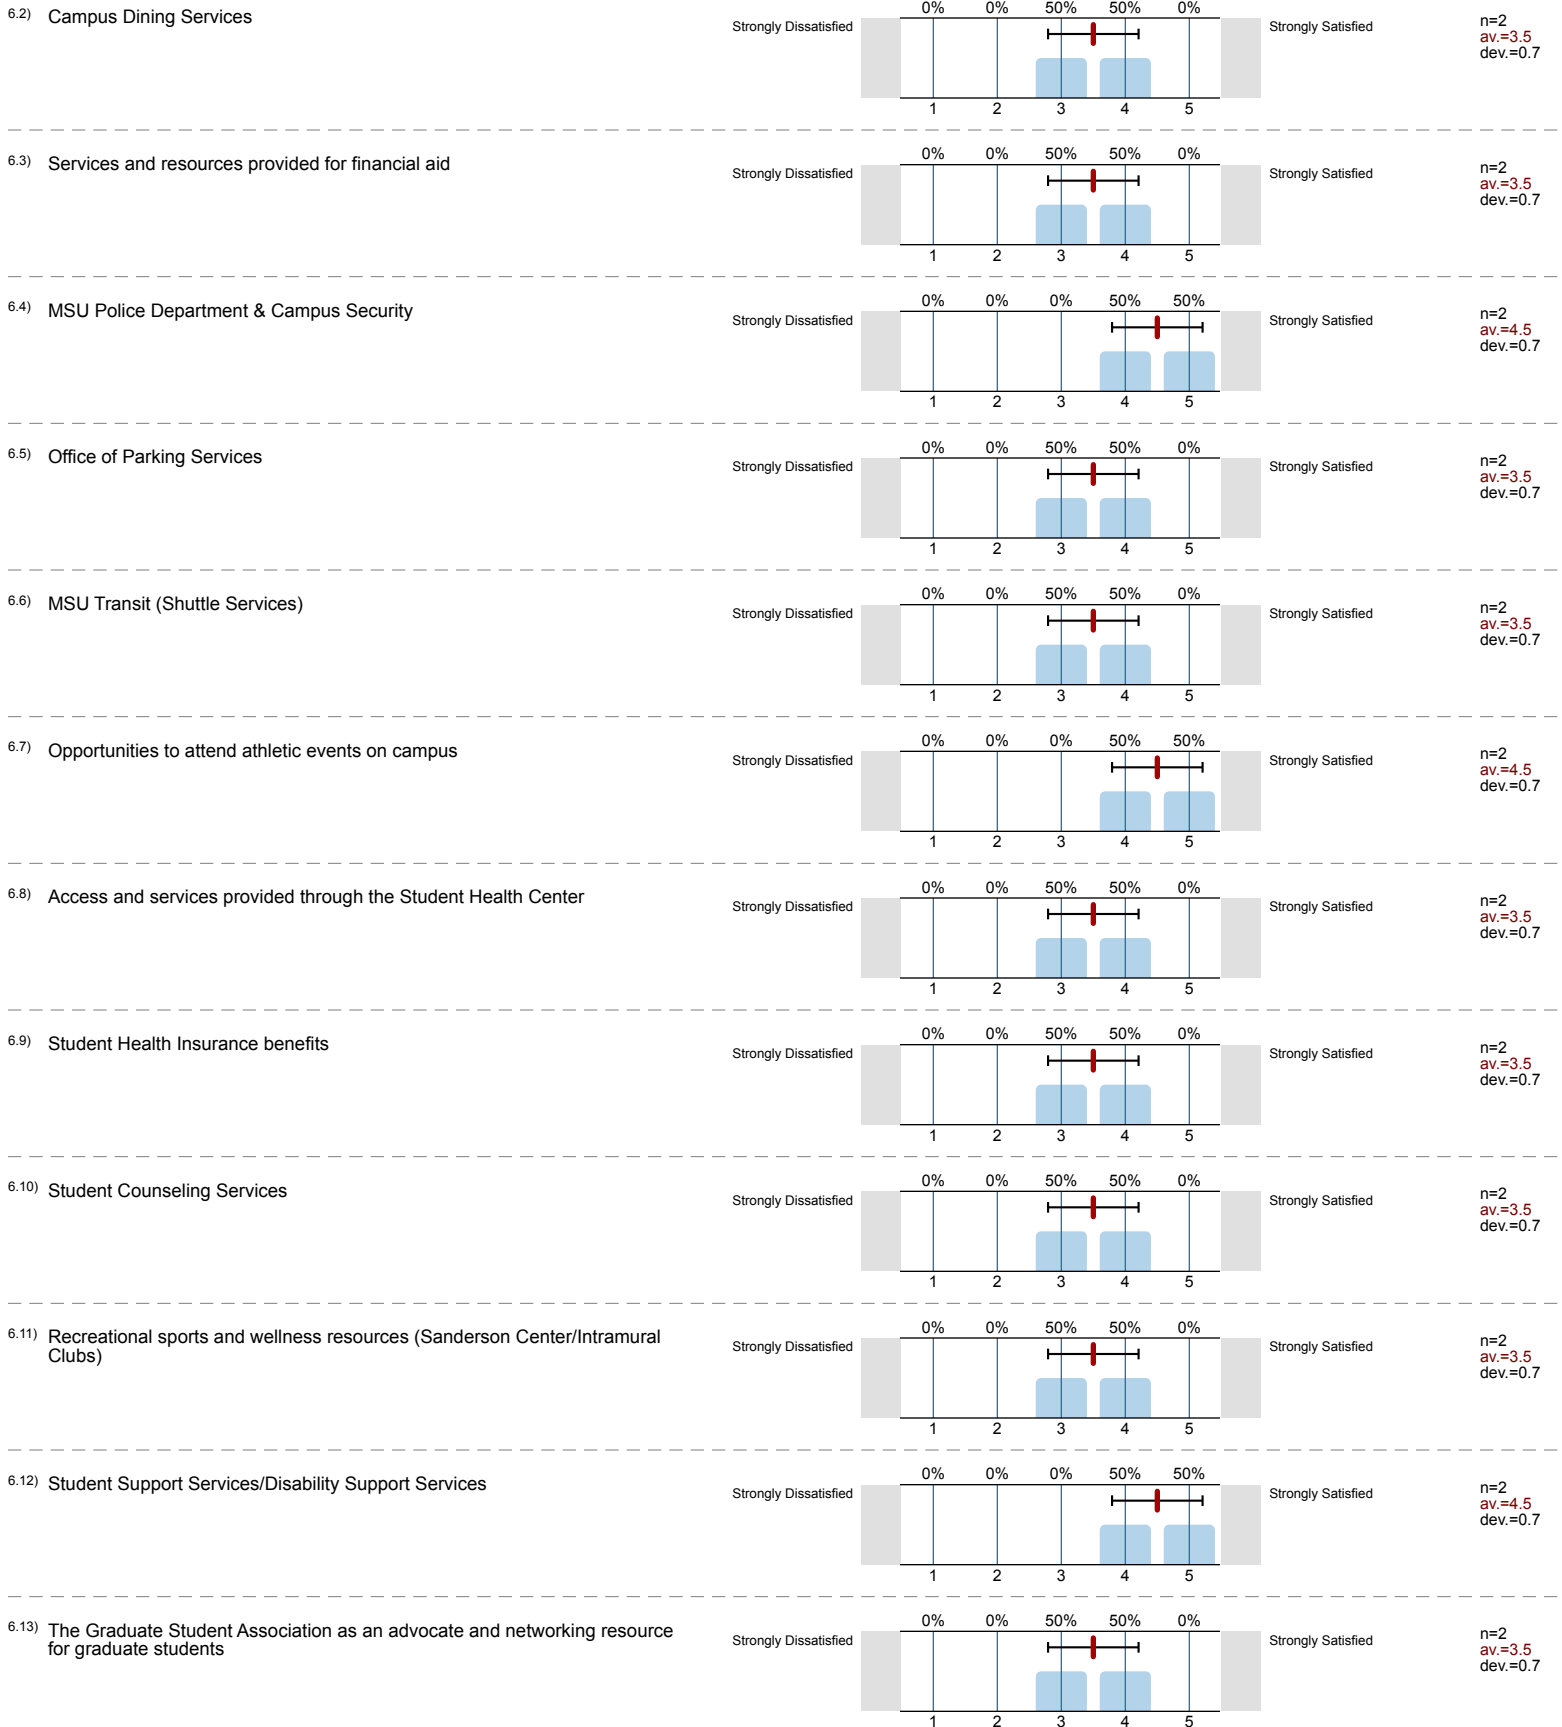 6.2) Campus Dining Services
0% 0% 50% 50% 0%
Strongly Dissatisfied Strongly Satisfied
n=2
av.=3.5
dev.=0.7
1 2 3 4 5
6.3) Services and resources provided for financial aid
0% 0% 50% 50% 0%
Strongly Dissatisfied Strongly Satisfied
n=2
av.=3.5
dev.=0.7
1 2 3 4 5
6.4) MSU Police Department & Campus Security
0% 0% 0% 50% 50%
Strongly Dissatisfied Strongly Satisfied
n=2
av.=4.5
dev.=0.7
1 2 3 4 5
6.5) Office of Parking Services
0% 0% 50% 50% 0%
Strongly Dissatisfied Strongly Satisfied
n=2
av.=3.5
dev.=0.7
1 2 3 4 5
6.6) MSU Transit (Shuttle Services)
0% 0% 50% 50% 0%
Strongly Dissatisfied Strongly Satisfied
n=2
av.=3.5
dev.=0.7
1 2 3 4 5
6.7) Opportunities to attend athletic events on campus
0% 0% 0% 50% 50%
Strongly Dissatisfied Strongly Satisfied
n=2
av.=4.5
dev.=0.7
1 2 3 4 5
6.8) Access and services provided through the Student Health Center
0% 0% 50% 50% 0%
Strongly Dissatisfied Strongly Satisfied
n=2
av.=3.5
dev.=0.7
1 2 3 4 5
6.9) Student Health Insurance benefits
0% 0% 50% 50% 0%
Strongly Dissatisfied Strongly Satisfied
n=2
av.=3.5
dev.=0.7
1 2 3 4 5
6.10) Student Counseling Services
0% 0% 50% 50% 0%
Strongly Dissatisfied Strongly Satisfied
n=2
av.=3.5
dev.=0.7
1 2 3 4 5
6.11) Recreational sports and wellness resources (Sanderson Center/Intramural
Clubs)
0% 0% 50% 50% 0%
Strongly Dissatisfied Strongly Satisfied
n=2
av.=3.5
dev.=0.7
1 2 3 4 5
6.12) Student Support Services/Disability Support Services
0% 0% 0% 50% 50%
Strongly Dissatisfied Strongly Satisfied
n=2
av.=4.5
dev.=0.7
1 2 3 4 5
6.13) The Graduate Student Association as an advocate and networking resource
for graduate students
0% 0% 50% 50% 0%
Strongly Dissatisfied Strongly Satisfied
n=2
av.=3.5
dev.=0.7
1 2 3 4 5